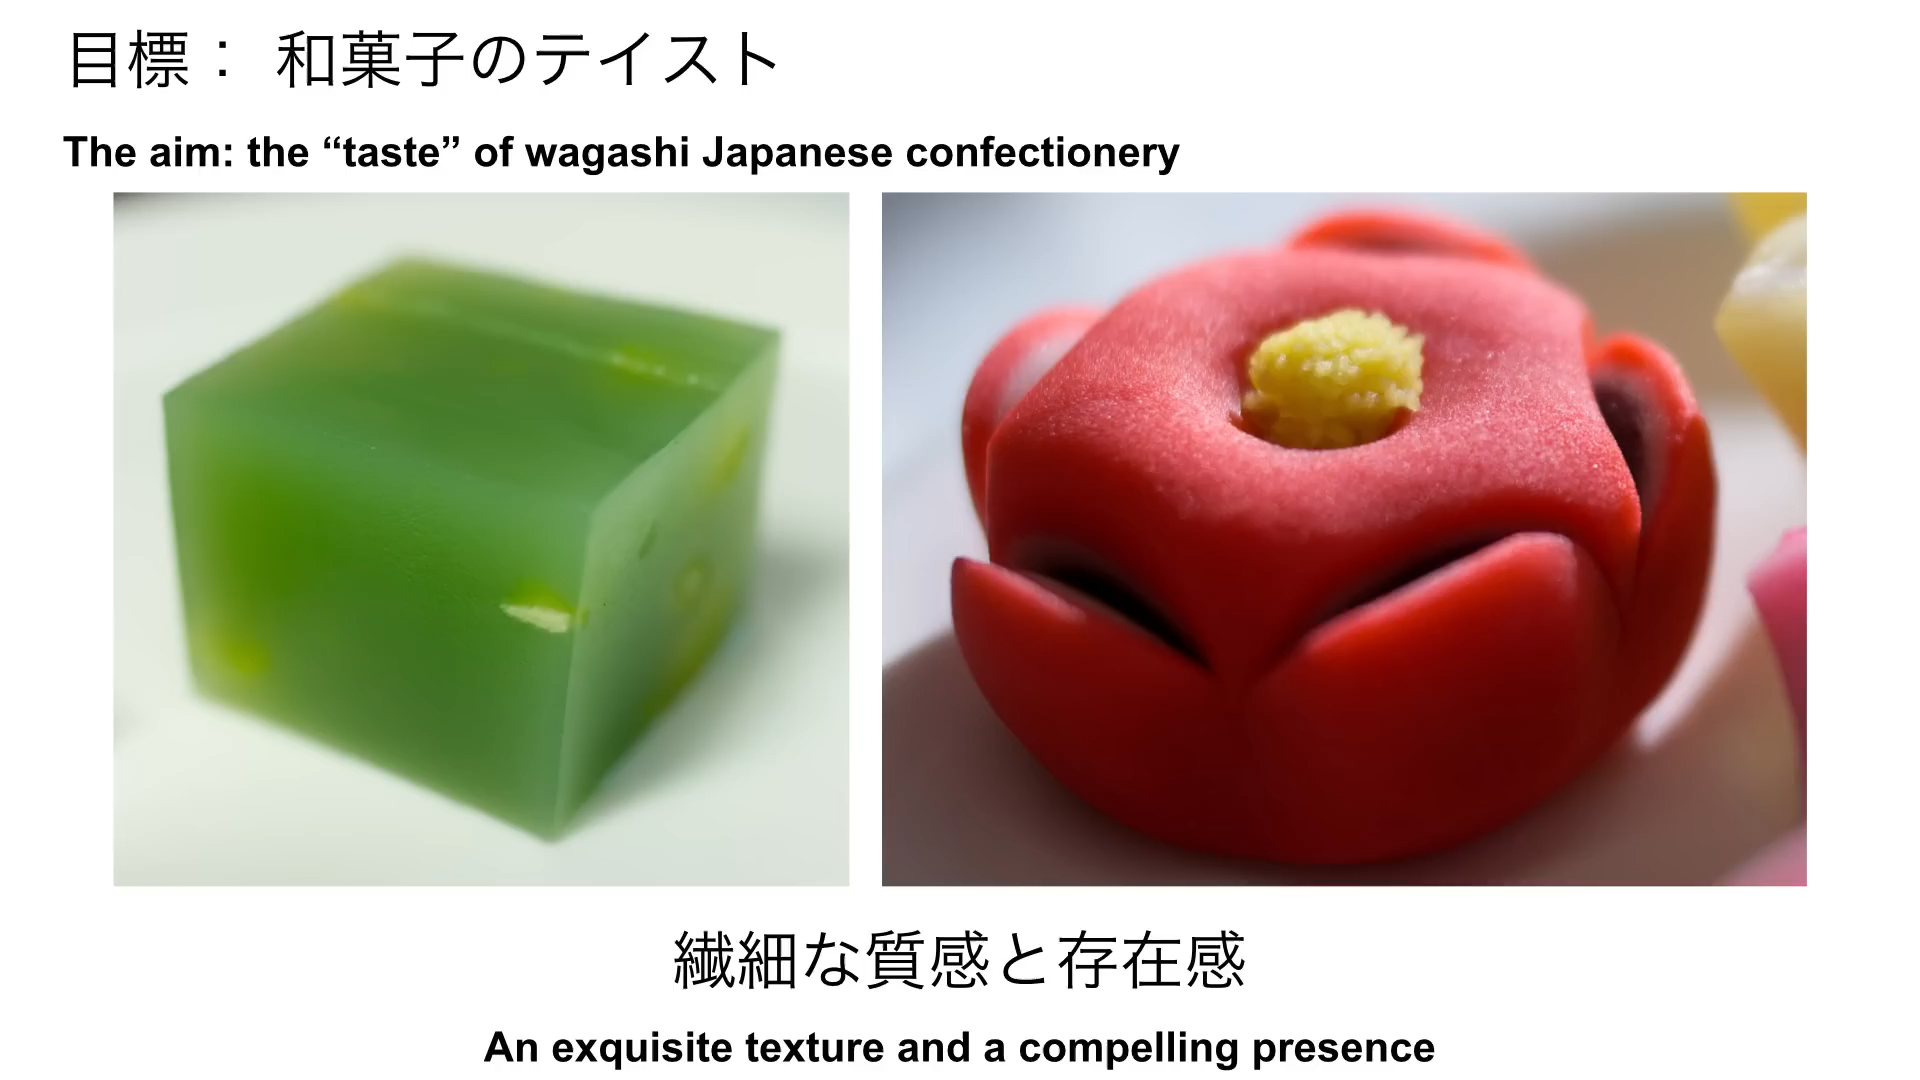 目標： 和菓子のテイスト
The aim: the “taste” of wagashi Japanese confectionery
繊細な質感と存在感
An exquisite texture and a compelling presence